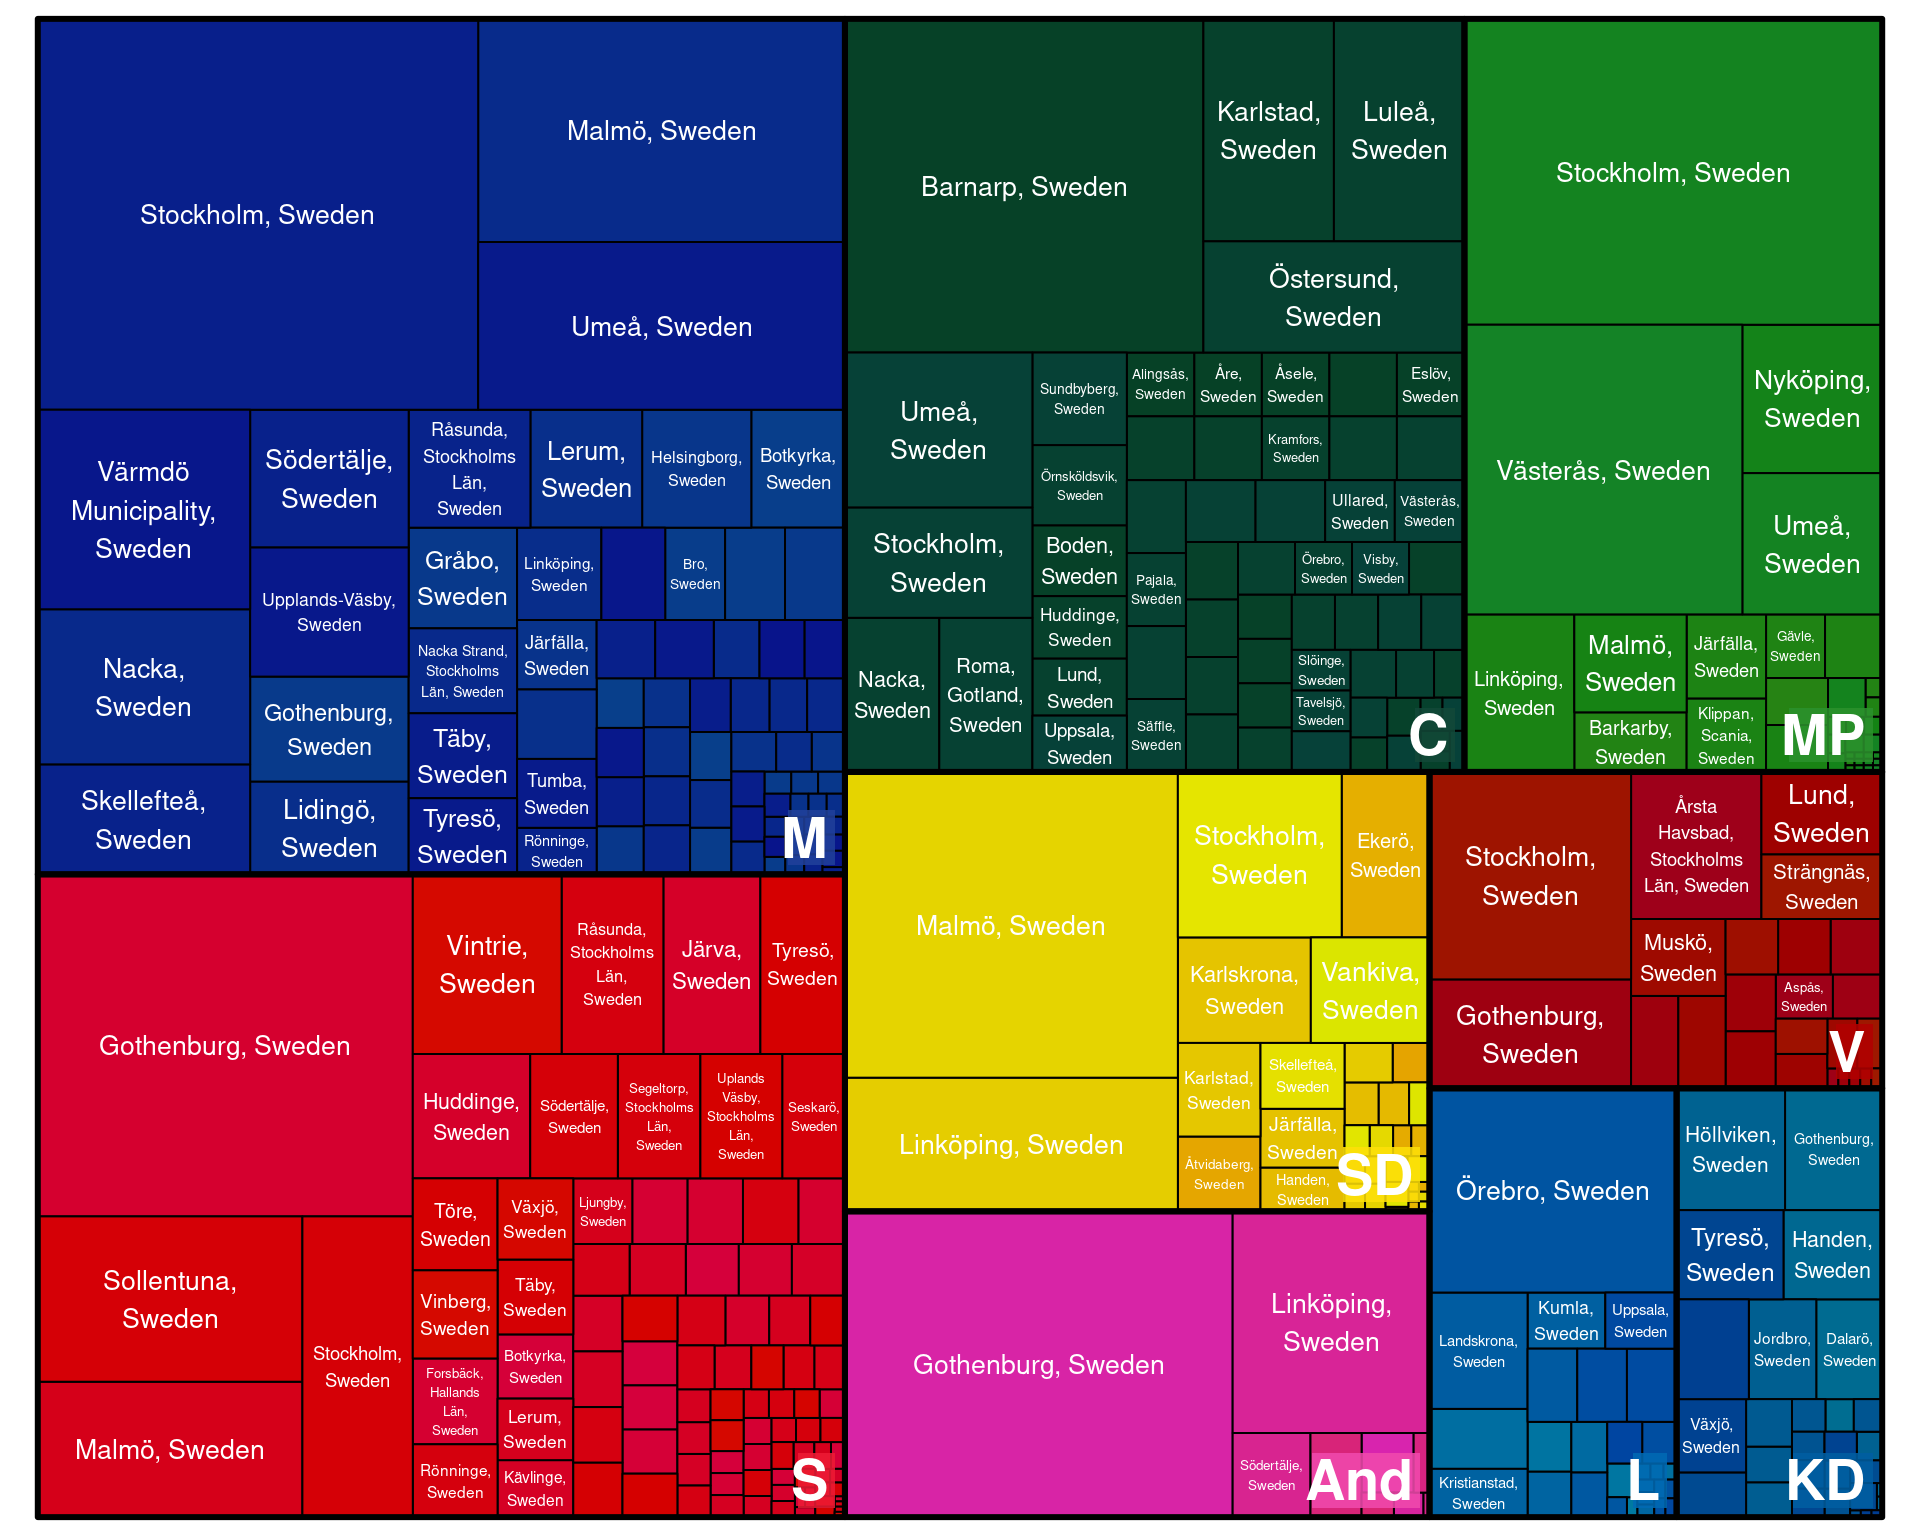 Stockholm, Sweden
Malmö, Sweden
Umeå, Sweden
Värmdö
Municipality,
Sweden
Södertälje,
Sweden
Råsunda,
Stockholms
Län,
Sweden
Lerum,
Sweden
Helsingborg,
Sweden
Botkyrka,
Sweden
Upplands-Väsby,
Sweden
Gråbo,
Sweden
Linköping,
Sweden
Bro,
Sweden
Nacka,
Sweden
Nacka Strand,
Stockholms
Län, Sweden
Järfälla,
Sweden
Gothenburg,
Sweden
Täby,
Sweden
Tumba,
Sweden
Skellefteå,
Sweden
Lidingö,
Sweden
Tyresö,
Sweden
Rönninge,
Sweden
M
Barnarp, Sweden
Karlstad,
Sweden
Luleå,
Sweden
Östersund,
Sweden
Umeå,
Sweden
Sundbyberg,
Sweden
Alingsås,
Sweden
Åre,
Sweden
Åsele,
Sweden
Eslöv,
Sweden
Kramfors,
Sweden
Örnsköldsvik,
Sweden
Ullared,
Sweden
Västerås,
Sweden
Stockholm,
Sweden
Boden,
Sweden
Pajala,
Sweden
Örebro,
Sweden
Visby,
Sweden
Huddinge,
Sweden
Nacka,
Sweden
Roma,
Gotland,
Sweden
Lund,
Sweden
Slöinge,
Sweden
Tavelsjö,
Sweden
Uppsala,
Sweden
Säffle,
Sweden
C
Stockholm, Sweden
Västerås, Sweden
Nyköping,
Sweden
Umeå,
Sweden
Linköping,
Sweden
Malmö,
Sweden
Järfälla,
Sweden
Gävle,
Sweden
Barkarby,
Sweden
Klippan,
Scania,
Sweden
MP
Gothenburg, Sweden
Vintrie,
Sweden
Råsunda,
Stockholms
Län,
Sweden
Järva,
Sweden
Tyresö,
Sweden
Huddinge,
Sweden
Södertälje,
Sweden
Segeltorp,
Stockholms
Län,
Sweden
Uplands
Väsby,
Stockholms
Län,
Sweden
Seskarö,
Sweden
Sollentuna,
Sweden
Stockholm,
Sweden
Malmö, Sweden
Töre,
Sweden
Växjö,
Sweden
Ljungby,
Sweden
Vinberg,
Sweden
Täby,
Sweden
Forsbäck,
Hallands
Län,
Sweden
Botkyrka,
Sweden
Lerum,
Sweden
Rönninge,
Sweden
Kävlinge,
Sweden
S
Malmö, Sweden
Stockholm,
Sweden
Ekerö,
Sweden
Karlskrona,
Sweden
Vankiva,
Sweden
Linköping, Sweden
Karlstad,
Sweden
Skellefteå,
Sweden
Järfälla,
Sweden
Åtvidaberg,
Sweden
Handen,
Sweden
SD
Stockholm,
Sweden
Årsta
Havsbad,
Stockholms
Län, Sweden
Lund,
Sweden
Strängnäs,
Sweden
Gothenburg,
Sweden
Muskö,
Sweden
Aspås,
Sweden
V
Gothenburg, Sweden
Linköping,
Sweden
Södertälje,
Sweden
And
Örebro, Sweden
Landskrona,
Sweden
Kumla,
Sweden
Uppsala,
Sweden
Kristianstad,
Sweden
L
Höllviken,
Sweden
Gothenburg,
Sweden
Tyresö,
Sweden
Handen,
Sweden
Jordbro,
Sweden
Dalarö,
Sweden
Växjö,
Sweden
KD